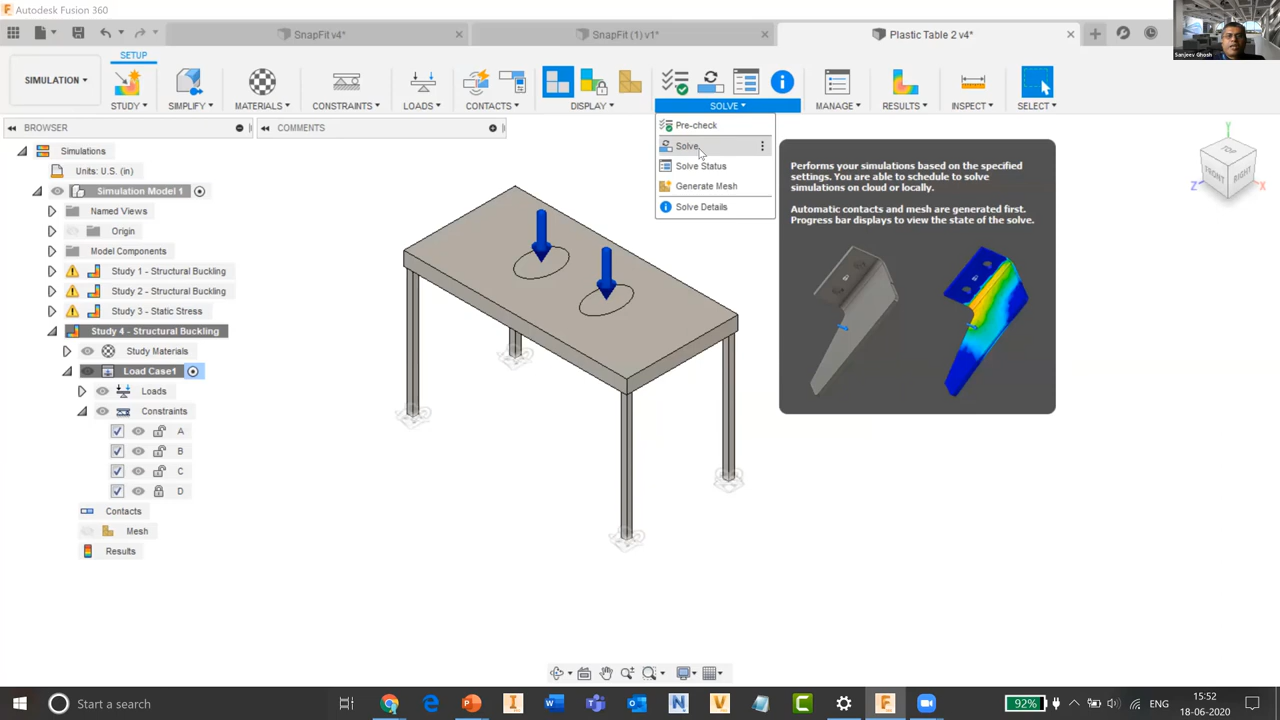 Autodesk Fusion 360
SnapFit v4*
SnapFit (1) v1*
Plastic Table 2 v4*
Sanjeev Ghosh
SETUP
SIMULATION
STUDY
SIMPLIFY
MATERIALS
CONSTRAINTS
LOADS
CONTACTS
DISPLAY
SOLVE
MANAGE
RESULTS
INSPECT
SELECT
BROWSER
COMMENTS
Pre-check
Solve
Solve Status
Generate Mesh
Solve Details
Performs your simulations based on the specified
settings. You are able to schedule to solve
simulations on cloud or locally.
Automatic contacts and mesh are generated first.
Progress bar displays to view the state of the solve.
TOP
FRONT
RIGHT
Y
Z
X
Simulations
Units: U.S. (in)
Simulation Model 1
Named Views
Origin
Model Components
Study 1 - Structural Buckling
Study 2 - Structural Buckling
Study 3 - Static Stress
Study 4 - Structural Buckling
Study Materials
Load Case1
Loads
Constraints
A
B
C
D
Contacts
Mesh
Results
Start a search
92%
ENG
15:52
18-06-2020